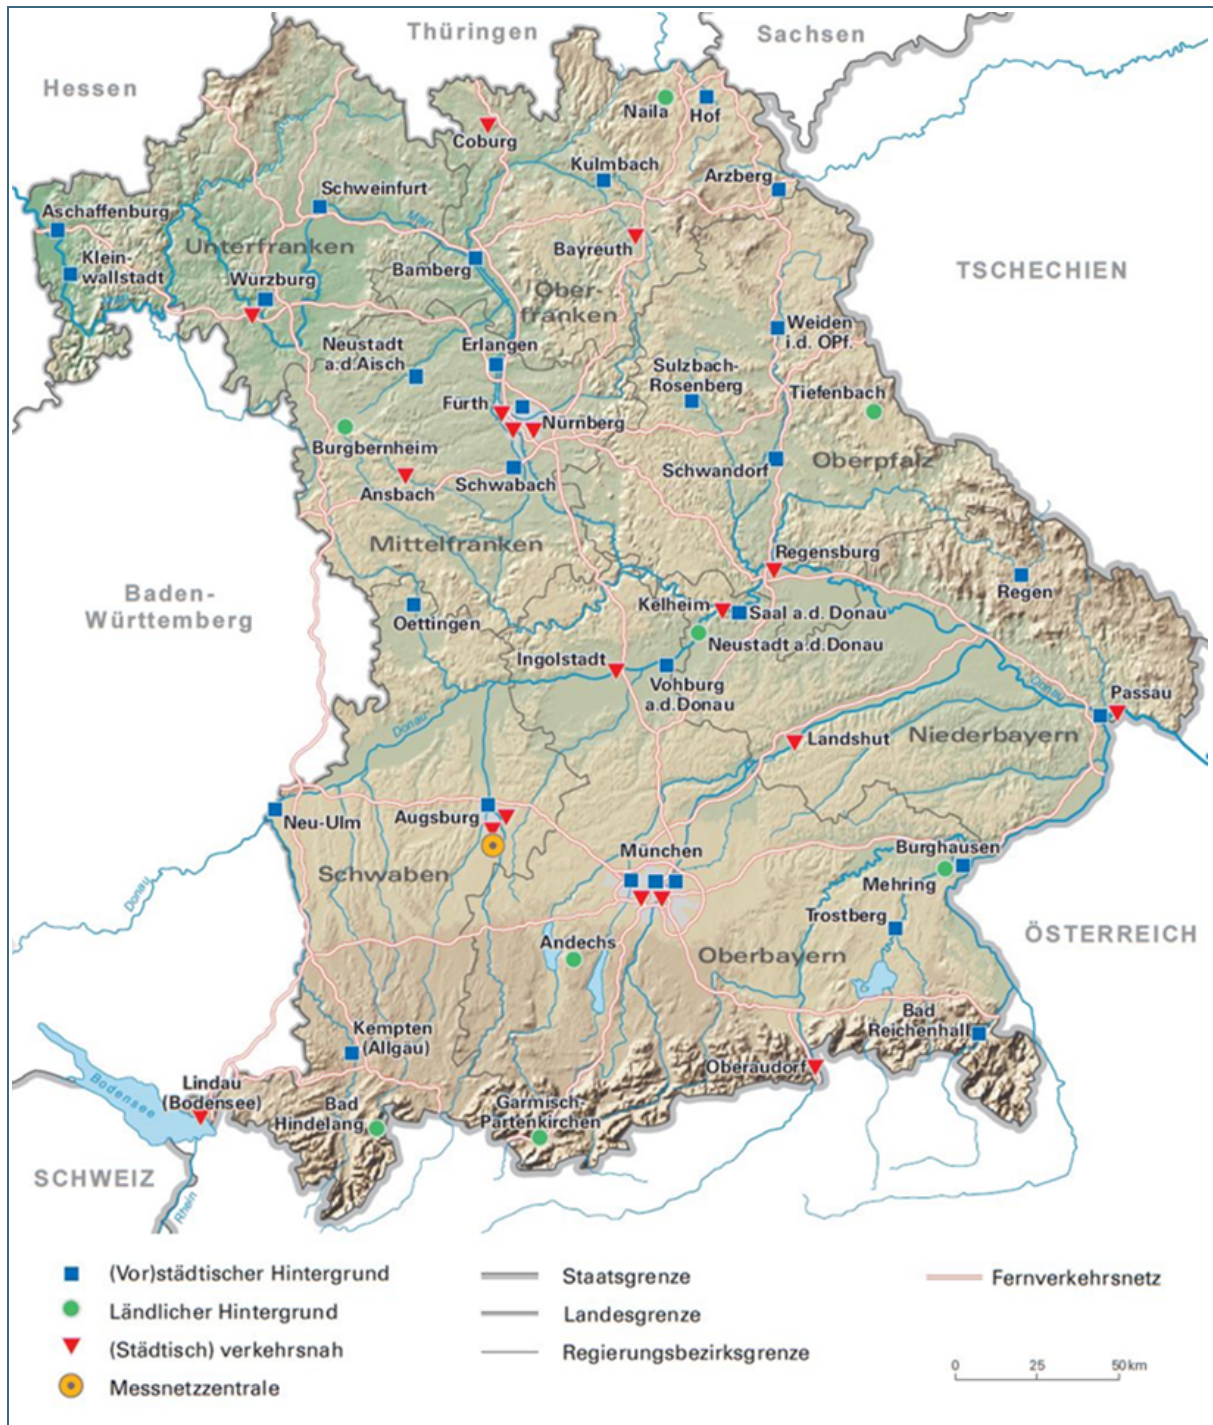 Thüringen
Sachsen
Hessen
Naila
Hof
Coburg
Kulmbach
Arzberg
Schweinfurt
Main
Aschaffenburg
Unterfranken
Bayreuth
Klein-
wallstadt
Bamberg
TSCHECHIEN
Würzburg
Ober-
franken
Neustadt
a.d.Aisch
Erlangen
Weiden
i.d. OPf.
Sulzbach-
Rosenberg
Tiefenbach
Fürth
Nürnberg
Burgbernheim
Oberpfalz
Schwandorf
Ansbach
Schwabach
Mittelfranken
Regensburg
Baden-
Württemberg
Regen
Kelheim
Saal a.d. Donau
Oettingen
Neustadt a.d.Donau
Ingolstadt
Vohburg
a.d.Donau
Donau
Passau
Donau
Landshut
Niederbayern
Neu-Ulm
Augsburg
München
Burghausen
Schwaben
Mehring
Donau
Trostberg
ÖSTERREICH
Andechs
Oberbayern
Kempten
(Allgäu)
Bad
Reichenhall
Oberaudorf
Bodensee
Lindau
(Bodensee)
Bad
Hindelang
Garmisch-
Partenkirchen
SCHWEIZ
Rhein
(Vor)städtischer Hintergrund
Ländlicher Hintergrund
(Städtisch) verkehrsnah
Messnetzzentrale
Staatsgrenze
Landesgrenze
Regierungsbezirksgrenze
Fernverkehrsnetz
0 25 50 km